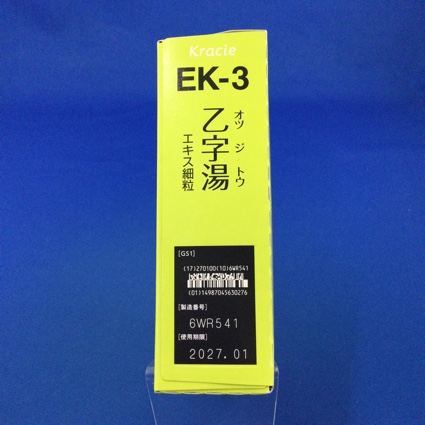 Kracie
EK-3
オツ ジ トウ
乙字湯
エキス細粒
[GS1]
(17)270100(10)6WR541
(01)14987045630276
[製造番号]
6WR541
[使用期限]
2027.01